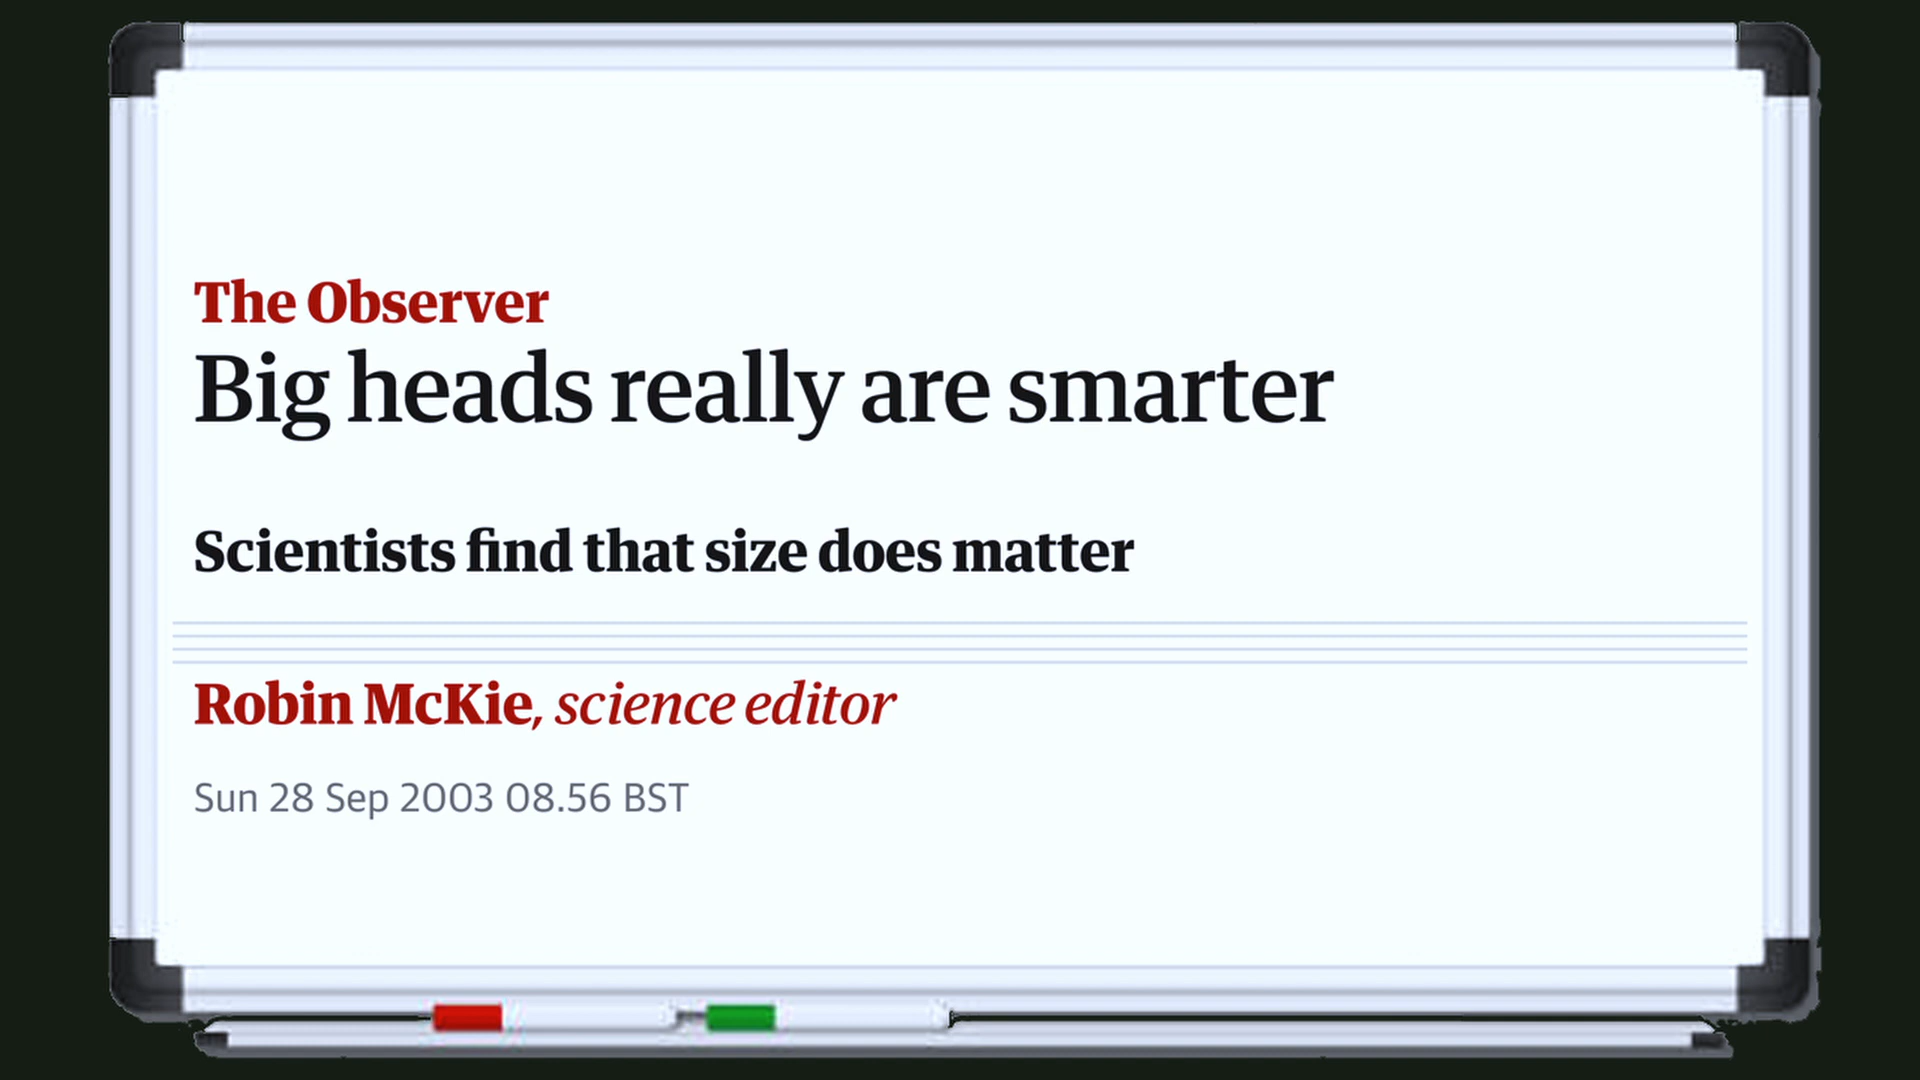 The Observer
Big heads really are smarter
Scientists find that size does matter
Robin McKie, science editor
Sun 28 Sep 2003 08.56 BST